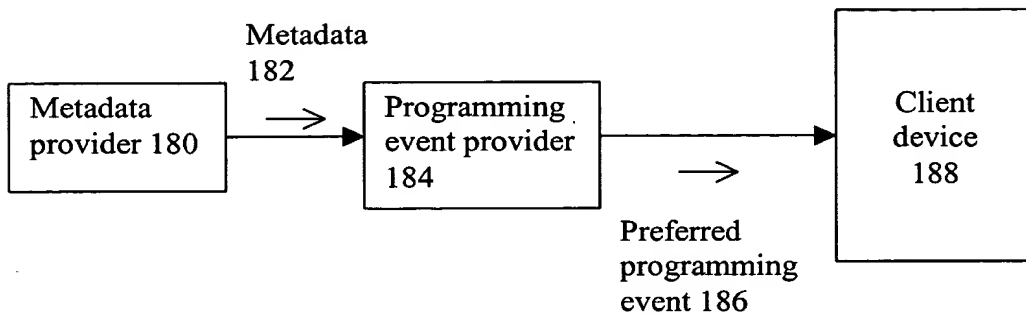 Metadata
182
Metadata
provider 180
Programming
event provider
184
Client
device
188
Preferred
programming
event 186